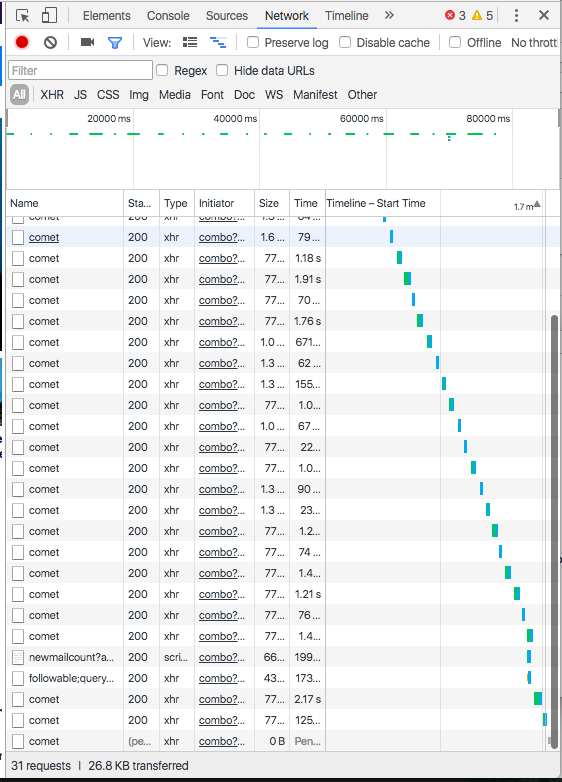 Elements Console Sources Network Timeline » 3 5
View: Preserve log Disable cache Offline No thrott
Filter Regex Hide data URLs
All XHR JS CSS Img Media Font Doc WS Manifest Other
20000 ms 40000 ms 60000 ms 80000 ms
Name Sta... Type Initiator Size Time Timeline – Start Time 1.7 m
comet 200 xhr combo?...
comet 200 xhr combo?... 1.6 ... 79 ...
comet 200 xhr combo?... 77... 1.18 s
comet 200 xhr combo?... 77... 1.91 s
comet 200 xhr combo?... 77... 70 ...
comet 200 xhr combo?... 77... 1.76 s
comet 200 xhr combo?... 1.0 ... 671...
comet 200 xhr combo?... 1.3 ... 62 ...
comet 200 xhr combo?... 1.3 ... 155...
comet 200 xhr combo?... 77... 1.0...
comet 200 xhr combo?... 1.0 ... 67...
comet 200 xhr combo?... 77... 22...
comet 200 xhr combo?... 77... 1.0...
comet 200 xhr combo?... 1.3 ... 90 ...
comet 200 xhr combo?... 1.3 ... 23...
comet 200 xhr combo?... 77... 1.2...
comet 200 xhr combo?... 77... 74 ...
comet 200 xhr combo?... 77... 1.4...
comet 200 xhr combo?... 77... 1.21 s
comet 200 xhr combo?... 77... 76 ...
comet 200 xhr combo?... 77... 1.4...
newmailcount?a... 200 scri... combo?... 66... 199...
followable;query... 200 xhr combo?... 43... 173...
comet 200 xhr combo?... 77... 2.17 s
comet 200 xhr combo?... 77... 125...
comet (pe... xhr combo?... 0 B Pen...
31 requests | 26.8 KB transferred